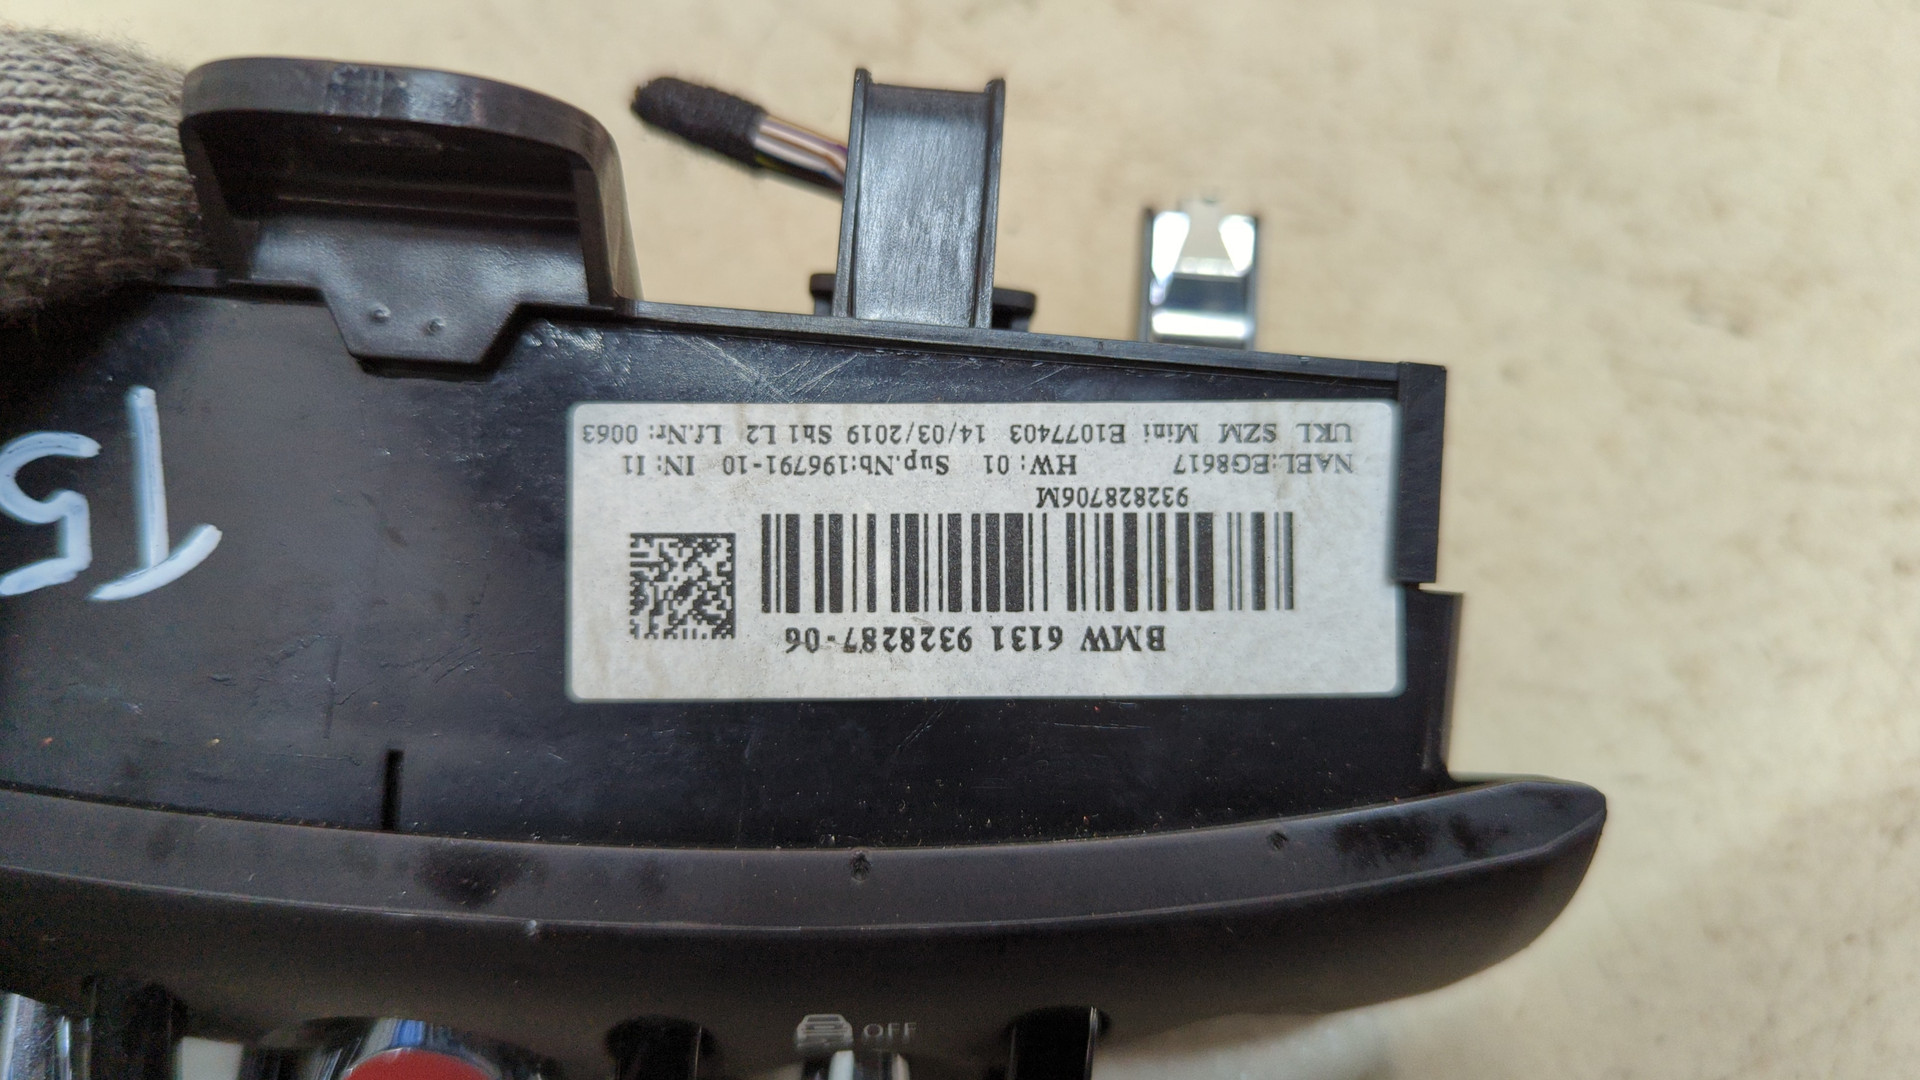 BMW 6131 9328287-06
932828706M
NAEL:EG8617 HW: 01 Sup.Nb:196791-10 IN: I1
UKL SZM Mini E1077403 14/03/2019 Sh1 L2 Lf.Nr: 0063
T5
OFF